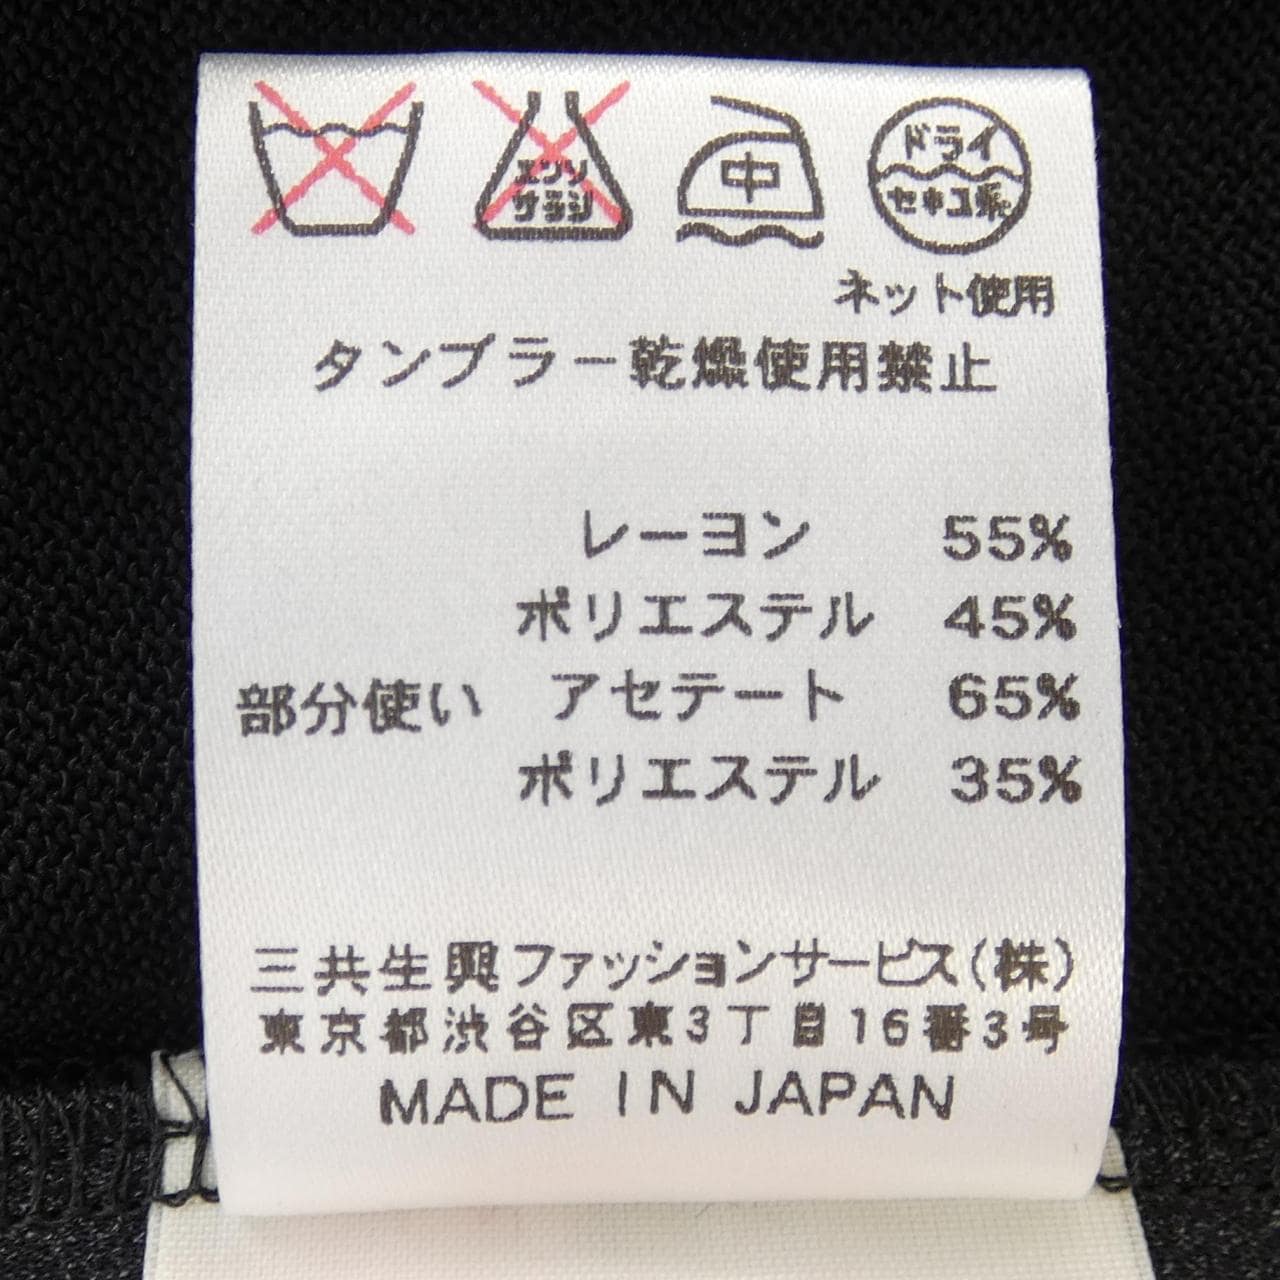 エンソ
サラシ
中
ドライ
セキユ系
ネット使用
タンブラー乾燥使用禁止
レーヨン 55%
ポリエステル 45%
部分使い アセテート 65%
ポリエステル 35%
三共生興ファッションサービス(株)
東京都渋谷区東3丁目16番3号
MADE IN JAPAN